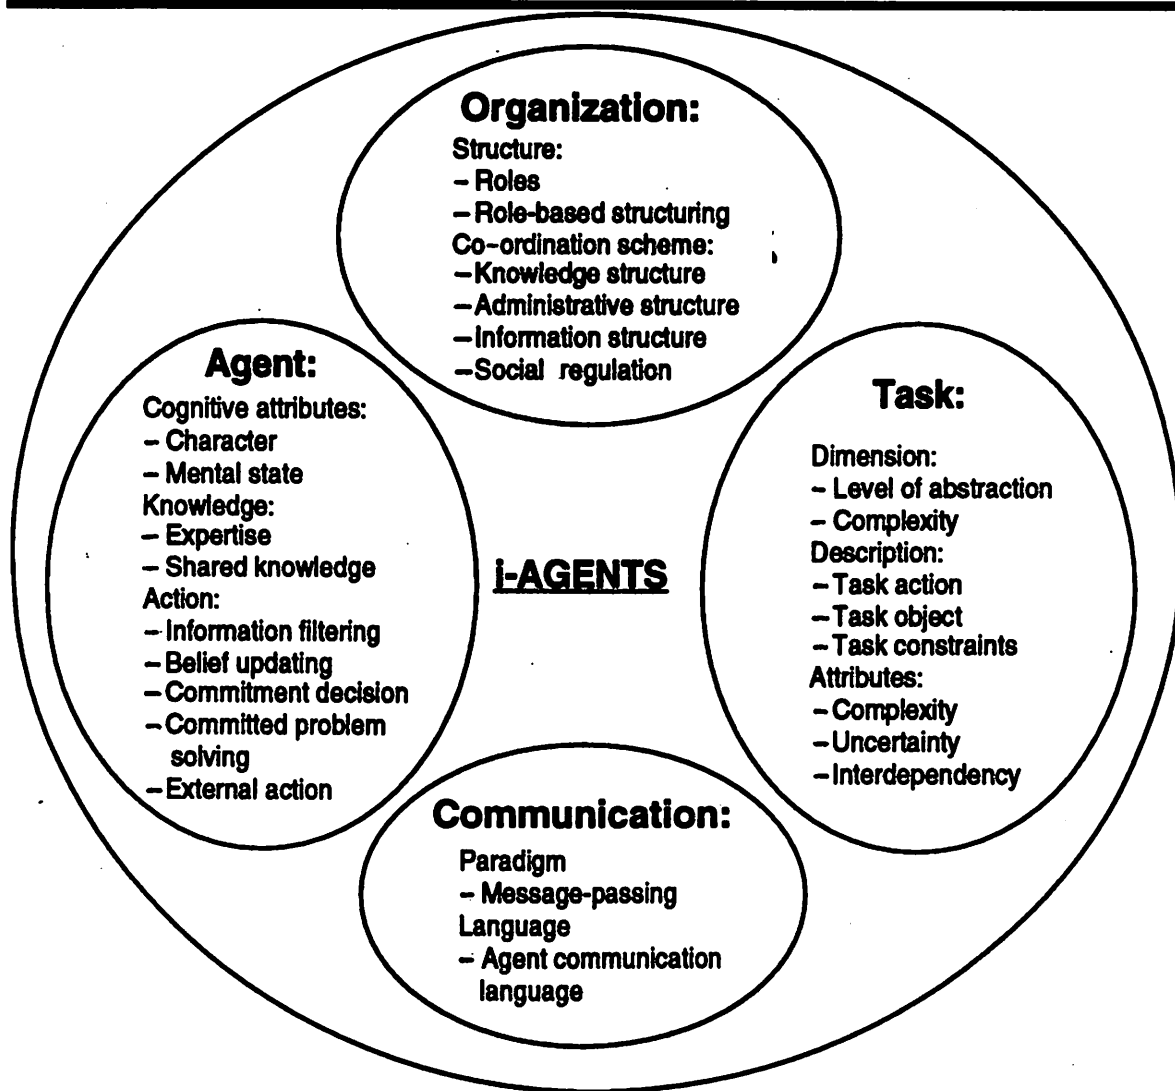 Organization:
Structure:
– Roles
– Role-based structuring
Co-ordination scheme:
– Knowledge structure
– Administrative structure
– Information structure
– Social regulation
Agent:
Cognitive attributes:
– Character
– Mental state
Knowledge:
– Expertise
– Shared knowledge
Action:
– Information filtering
– Belief updating
– Commitment decision
– Committed problem
solving
– External action
i-AGENTS
Task:
Dimension:
– Level of abstraction
– Complexity
Description:
– Task action
– Task object
– Task constraints
Attributes:
– Complexity
– Uncertainty
– Interdependency
Communication:
Paradigm
– Message-passing
Language
– Agent communication
language